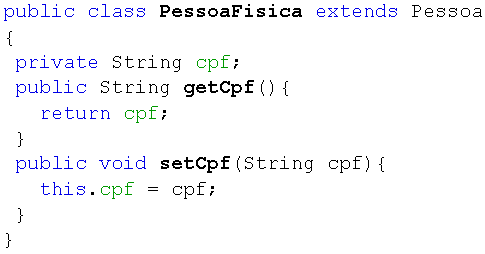 public class PessoaFisica extends Pessoa
{
 private String cpf;
 public String getCpf(){
   return cpf;
 }
 public void setCpf(String cpf){
   this.cpf = cpf;
 }
}